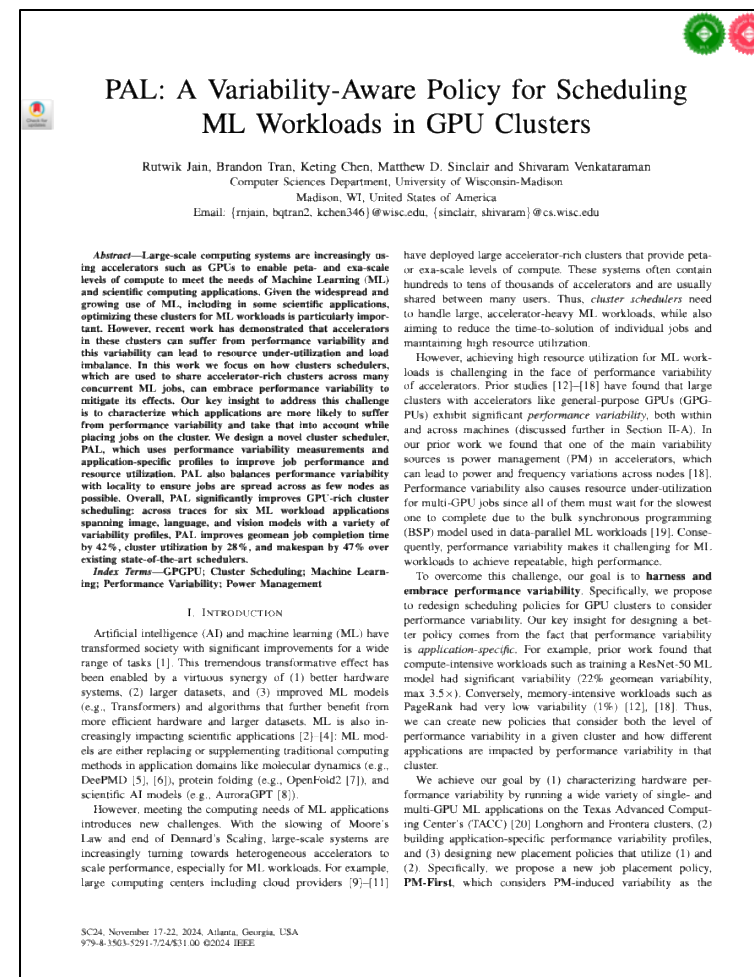 PAL: A Variability-Aware Policy for Scheduling
ML Workloads in GPU Clusters
Rutwik Jain, Brandon Tran, Keting Chen, Matthew D. Sinclair and Shivaram Venkataraman
Computer Sciences Department, University of Wisconsin-Madison
Madison, WI, United States of America
Email: {rnjain, bqtran2, kchen346}@wisc.edu, {sinclair, shivaram}@cs.wisc.edu
Abstract—Large-scale computing systems are increasingly us-
ing accelerators such as GPUs to enable peta- and exa-scale
levels of compute to meet the needs of Machine Learning (ML)
and scientific computing applications. Given the widespread and
growing use of ML, including in some scientific applications,
optimizing these clusters for ML workloads is particularly impor-
tant. However, recent work has demonstrated that accelerators
in these clusters can suffer from performance variability and
this variability can lead to resource under-utilization and load
imbalance. In this work we focus on how clusters schedulers,
which are used to share accelerator-rich clusters across many
concurrent ML jobs, can embrace performance variability to
mitigate its effects. Our key insight to address this challenge
is to characterize which applications are more likely to suffer
from performance variability and take that into account while
placing jobs on the cluster. We design a novel cluster scheduler,
PAL, which uses performance variability measurements and
application-specific profiles to improve job performance and
resource utilization. PAL also balances performance variability
with locality to ensure jobs are spread across as few nodes as
possible. Overall, PAL significantly improves GPU-rich cluster
scheduling: across traces for six ML workload applications
spanning image, language, and vision models with a variety of
variability profiles, PAL improves geomean job completion time
by 42%, cluster utilization by 28%, and makespan by 47% over
existing state-of-the-art schedulers.
Index Terms—GPGPU; Cluster Scheduling; Machine Learn-
ing; Performance Variability; Power Management
I. INTRODUCTION
Artificial intelligence (AI) and machine learning (ML) have
transformed society with significant improvements for a wide
range of tasks [1]. This tremendous transformative effect has
been enabled by a virtuous synergy of (1) better hardware
systems, (2) larger datasets, and (3) improved ML models
(e.g., Transformers) and algorithms that further benefit from
more efficient hardware and larger datasets. ML is also in-
creasingly impacting scientific applications [2]–[4]: ML mod-
els are either replacing or supplementing traditional computing
methods in application domains like molecular dynamics (e.g.,
DeePMD [5], [6]), protein folding (e.g., OpenFold2 [7]), and
scientific AI models (e.g., AuroraGPT [8]).
However, meeting the computing needs of ML applications
introduces new challenges. With the slowing of Moore's
Law and end of Dennard's Scaling, large-scale systems are
increasingly turning towards heterogeneous accelerators to
scale performance, especially for ML workloads. For example,
large computing centers including cloud providers [9]–[11]
have deployed large accelerator-rich clusters that provide peta-
or exa-scale levels of compute. These systems often contain
hundreds to tens of thousands of accelerators and are usually
shared between many users. Thus, cluster schedulers need
to handle large, accelerator-heavy ML workloads, while also
aiming to reduce the time-to-solution of individual jobs and
maintaining high resource utilization.
However, achieving high resource utilization for ML work-
loads is challenging in the face of performance variability
of accelerators. Prior studies [12]–[18] have found that large
clusters with accelerators like general-purpose GPUs (GPG-
PUs) exhibit significant performance variability, both within
and across machines (discussed further in Section II-A). In
our prior work we found that one of the main variability
sources is power management (PM) in accelerators, which
can lead to power and frequency variations across nodes [18].
Performance variability also causes resource under-utilization
for multi-GPU jobs since all of them must wait for the slowest
one to complete due to the bulk synchronous programming
(BSP) model used in data-parallel ML workloads [19]. Conse-
quently, performance variability makes it challenging for ML
workloads to achieve repeatable, high performance.
To overcome this challenge, our goal is to harness and
embrace performance variability. Specifically, we propose
to redesign scheduling policies for GPU clusters to consider
performance variability. Our key insight for designing a bet-
ter policy comes from the fact that performance variability
is application-specific. For example, prior work found that
compute-intensive workloads such as training a ResNet-50 ML
model had significant variability (22% geomean variability,
max 3.5×). Conversely, memory-intensive workloads such as
PageRank had very low variability (1%) [12], [18]. Thus,
we can create new policies that consider both the level of
performance variability in a given cluster and how different
applications are impacted by performance variability in that
cluster.
We achieve our goal by (1) characterizing hardware per-
formance variability by running a wide variety of single- and
multi-GPU ML applications on the Texas Advanced Comput-
ing Center's (TACC) [20] Longhorn and Frontera clusters, (2)
building application-specific performance variability profiles,
and (3) designing new placement policies that utilize (1) and
(2). Specifically, we propose a new job placement policy,
PM-First, which considers PM-induced variability as the
SC24, November 17-22, 2024, Atlanta, Georgia, USA
979-8-3503-5291-7/24/$31.00 ©2024 IEEE